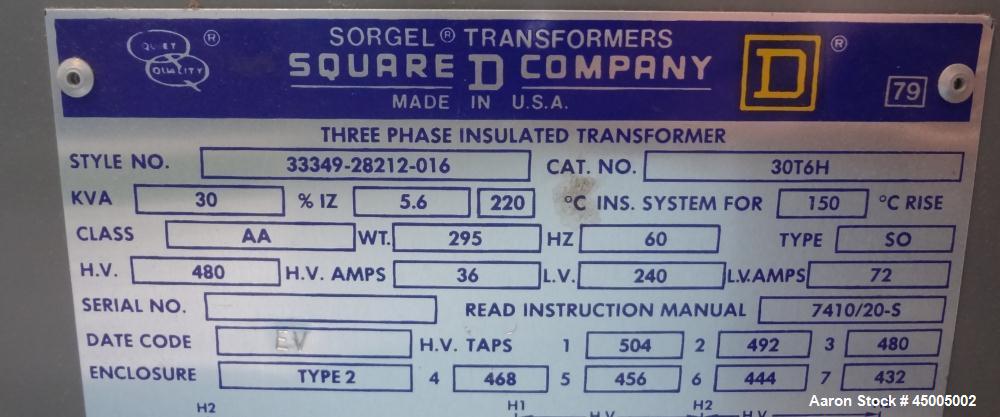 QUIET QUALITY ®
SORGEL® TRANSFORMERS
SQUARE D COMPANY
MADE IN U.S.A.
D ®
79
THREE PHASE INSULATED TRANSFORMER
STYLE NO. 33349-28212-016 CAT. NO. 30T6H
KVA 30 % IZ 5.6 220 °C INS. SYSTEM FOR 150 °C RISE
CLASS AA WT. 295 HZ 60 TYPE SO
H.V. 480 H.V. AMPS 36 L.V. 240 L.V.AMPS 72
SERIAL NO. READ INSTRUCTION MANUAL 7410/20-S
DATE CODE EV H.V. TAPS 1 504 2 492 3 480
ENCLOSURE TYPE 2 4 468 5 456 6 444 7 432
H2 H1 H.V. H2 H.V.
Aaron Stock # 45005002